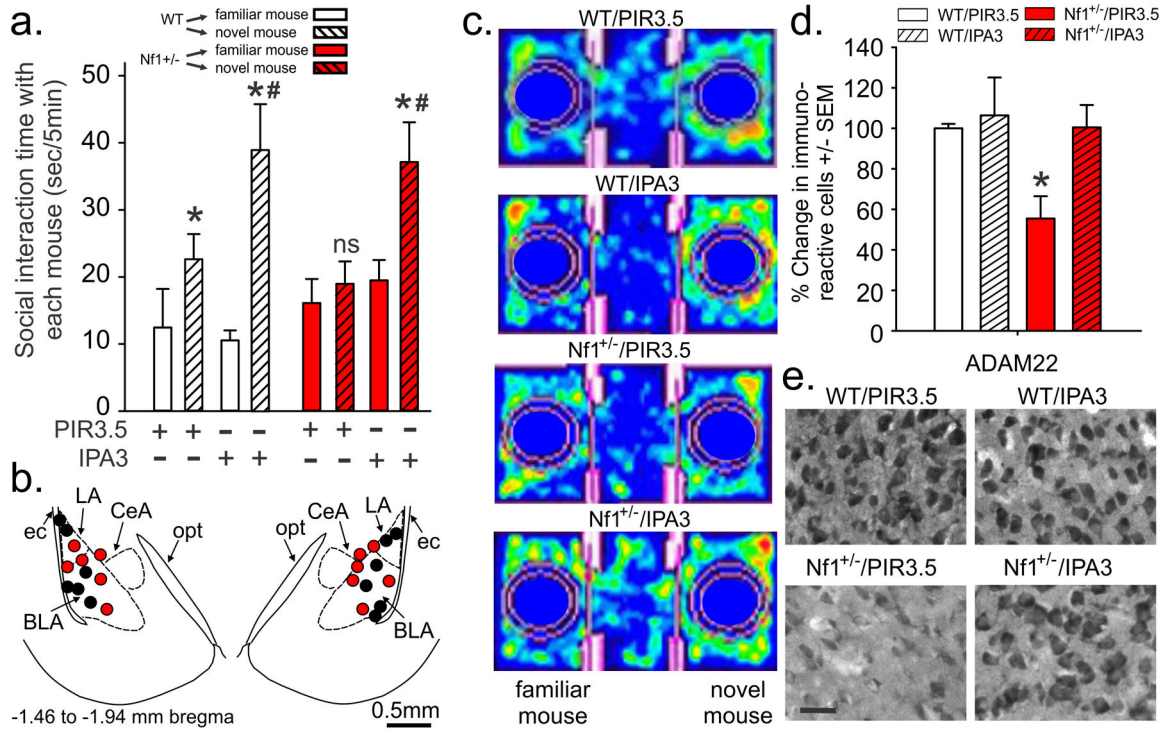 a.
WT
familiar mouse
novel mouse
Nf1+/-
familiar mouse
novel mouse
Social interaction time with
each mouse (sec/5min)
50
40
30
20
10
0
*
*#
ns
*#
PIR3.5 + + - - + + - -
IPA3 - - + + - - + +
b.
ec
LA
CeA
opt
BLA
opt
CeA
LA
ec
BLA
-1.46 to -1.94 mm bregma
0.5mm
c.
WT/PIR3.5
WT/IPA3
Nf1+/-/PIR3.5
Nf1+/-/IPA3
familiar
mouse
novel
mouse
d.
WT/PIR3.5
WT/IPA3
Nf1+/-/PIR3.5
Nf1+/-/IPA3
% Change in immuno-
reactive cells +/- SEM
140
120
100
80
60
40
20
0
*
ADAM22
e.
WT/PIR3.5
WT/IPA3
Nf1+/-/PIR3.5
Nf1+/-/IPA3